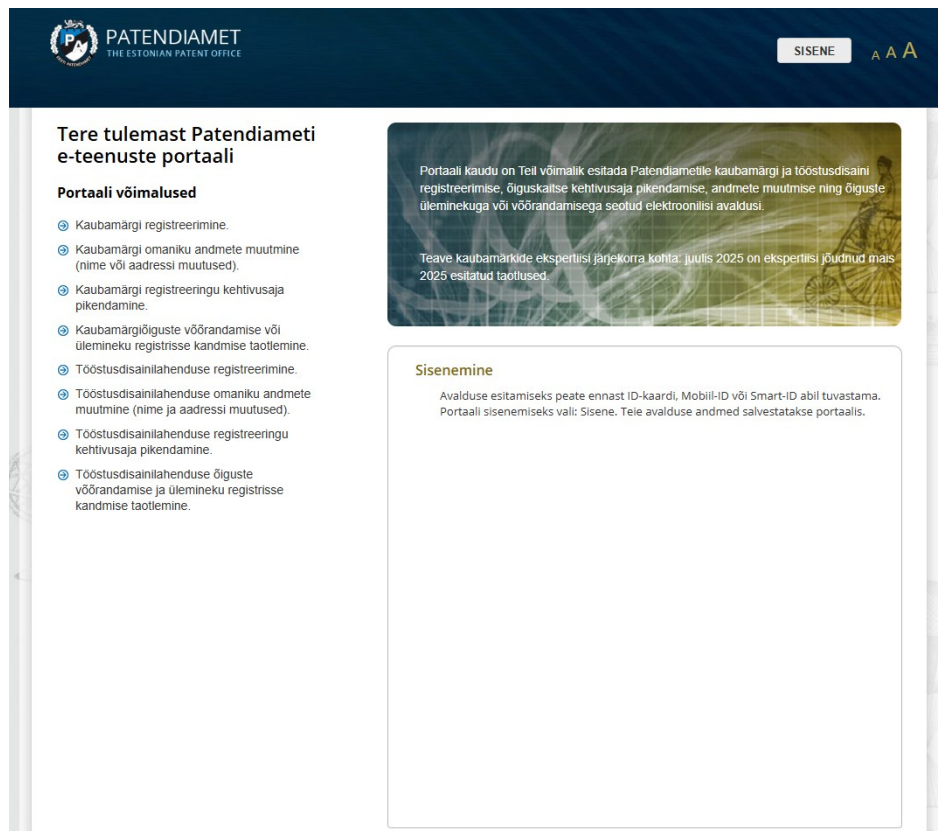 PATENDIAMET
THE ESTONIAN PATENT OFFICE
SISENE
A A A
Tere tulemast Patendiameti
e-teenuste portaali
Portaali võimalused
Kaubamärgi registreerimine.
Kaubamärgi omaniku andmete muutmine
(nime või aadressi muutused).
Kaubamärgi registreeringu kehtivusaja
pikendamine.
Kaubamärgiõiguste võõrandamise või
ülemineku registrisse kandmise taotlemine.
Tööstusdisainilahenduse registreerimine.
Tööstusdisainilahenduse omaniku andmete
muutmine (nime ja aadressi muutused).
Tööstusdisainilahenduse registreeringu
kehtivusaja pikendamine.
Tööstusdisainilahenduse õiguste
võõrandamise ja ülemineku registrisse
kandmise taotlemine.
Portaali kaudu on Teil võimalik esitada Patendiametile kaubamärgi ja tööstusdisaini
registreerimise, õiguskaitse kehtivusaja pikendamise, andmete muutmise ning õiguste
üleminekuga või võõrandamisega seotud elektroonilisi avaldusi.
Teave kaubamärkide ekspertiisi järjekorra kohta: juulis 2025 on ekspertiisi jõudnud mais
2025 esitatud taotlused.
Sisenemine
Avalduse esitamiseks peate ennast ID-kaardi, Mobiil-ID või Smart-ID abil tuvastama.
Portaali sisenemiseks vali: Sisene. Teie avalduse andmed salvestatakse portaalis.